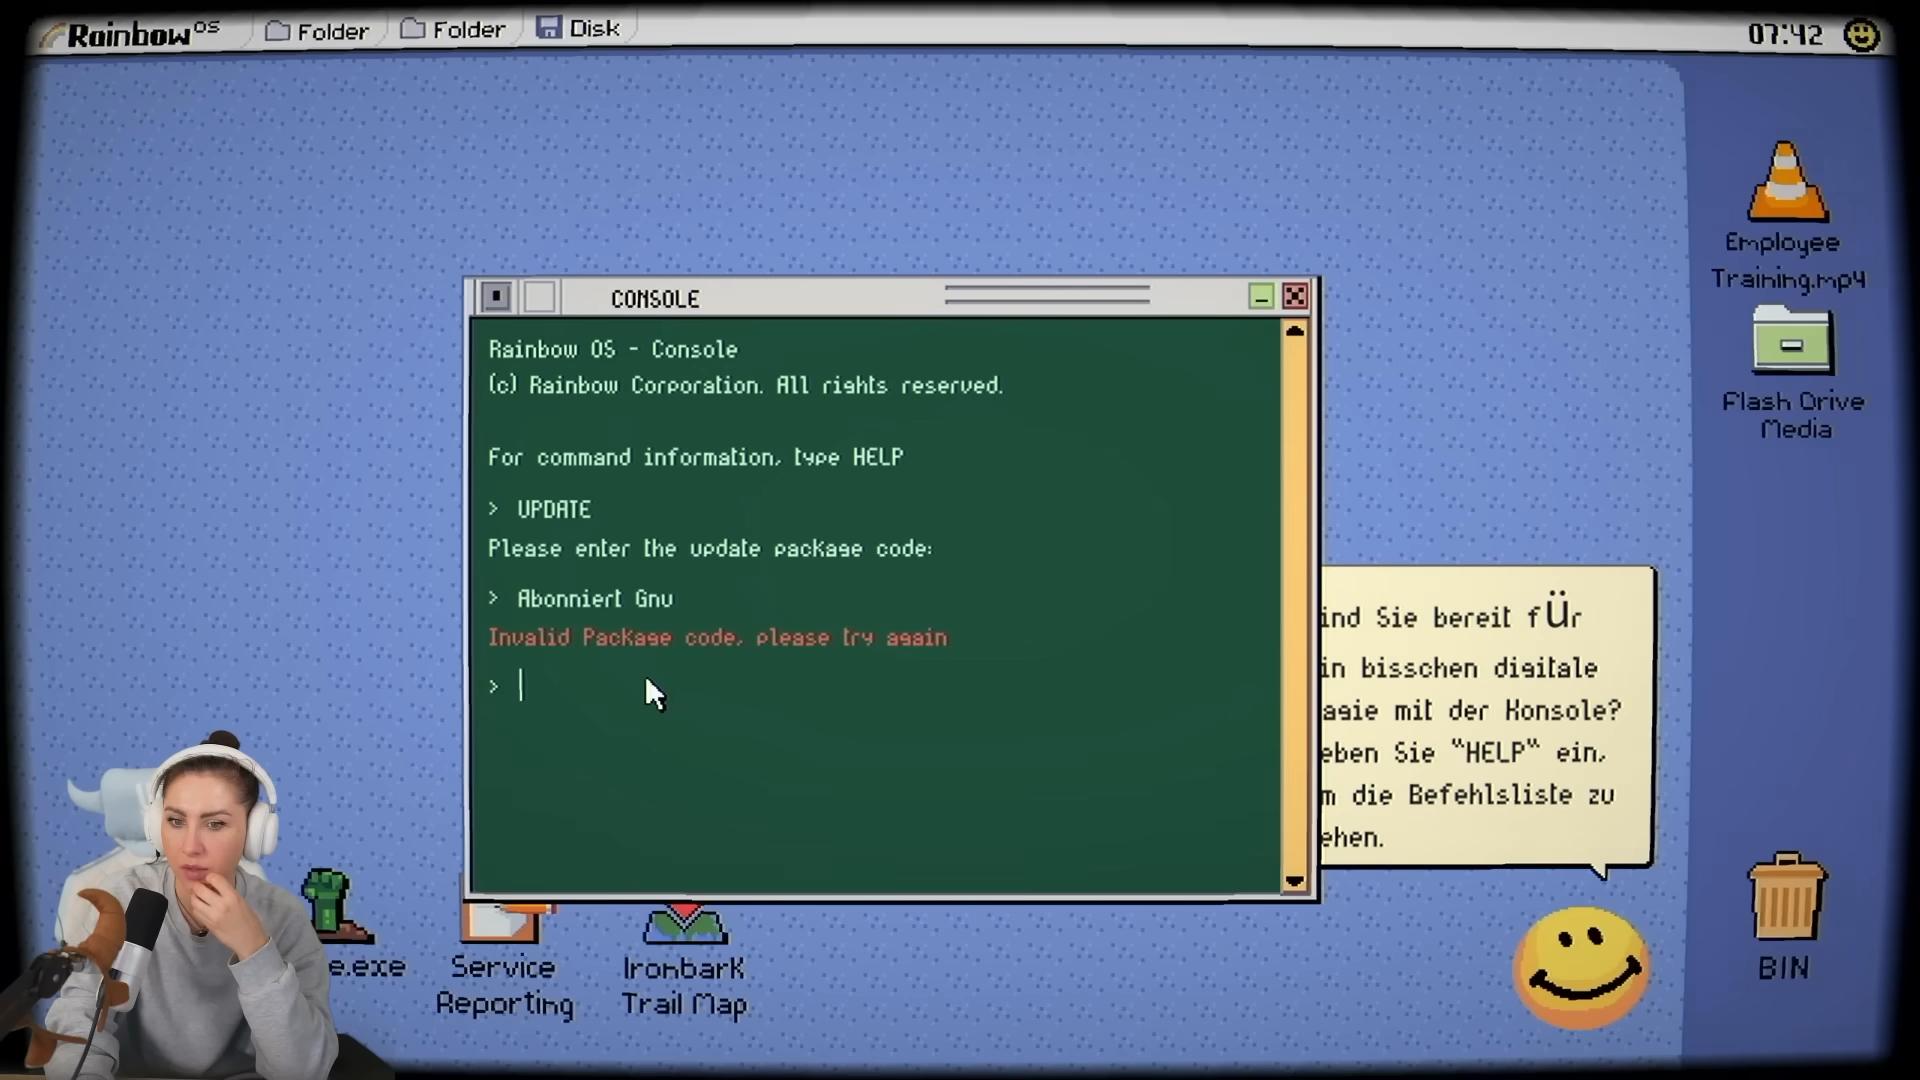 RainbowOS
Folder
Folder
Disk
07:42
Employee
Training.mp4
Flash Drive
Media
CONSOLE
Rainbow OS - Console
(c) Rainbow Corporation. All rights reserved.
For command information, type HELP
> UPDATE
Please enter the update package code:
> Abonniert Gnu
Invalid Package code, please try again
>
ind Sie bereit fÜr
in bisschen digitale
agie mit der Konsole?
eben Sie "HELP" ein,
m die Befehlsliste zu
ehen.
e.exe
Service
Reporting
Ironbark
Trail Map
BIN